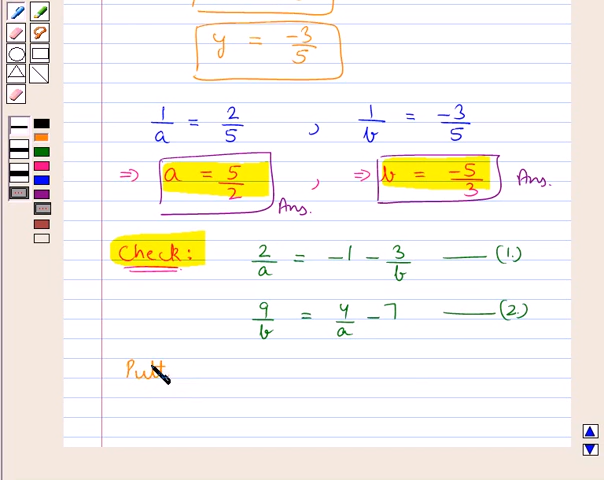 y = -3/5
1/a = 2/5 , 1/b = -3/5
⇒ a = 5/2 Ans. , ⇒ b = -5/3 Ans.
Check: 2/a = -1 - 3/b —— (1.)
9/b = 4/a - 7 —— (2.)
Putt